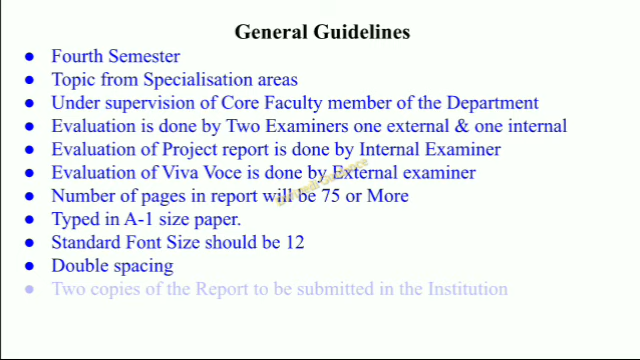 General Guidelines
● Fourth Semester
● Topic from Specialisation areas
● Under supervision of Core Faculty member of the Department
● Evaluation is done by Two Examiners one external & one internal
● Evaluation of Project report is done by Internal Examiner
● Evaluation of Viva Voce is done by External examiner
● Number of pages in report will be 75 or More
● Typed in A-1 size paper.
● Standard Font Size should be 12
● Double spacing
● Two copies of the Report to be submitted in the Institution
Guidance